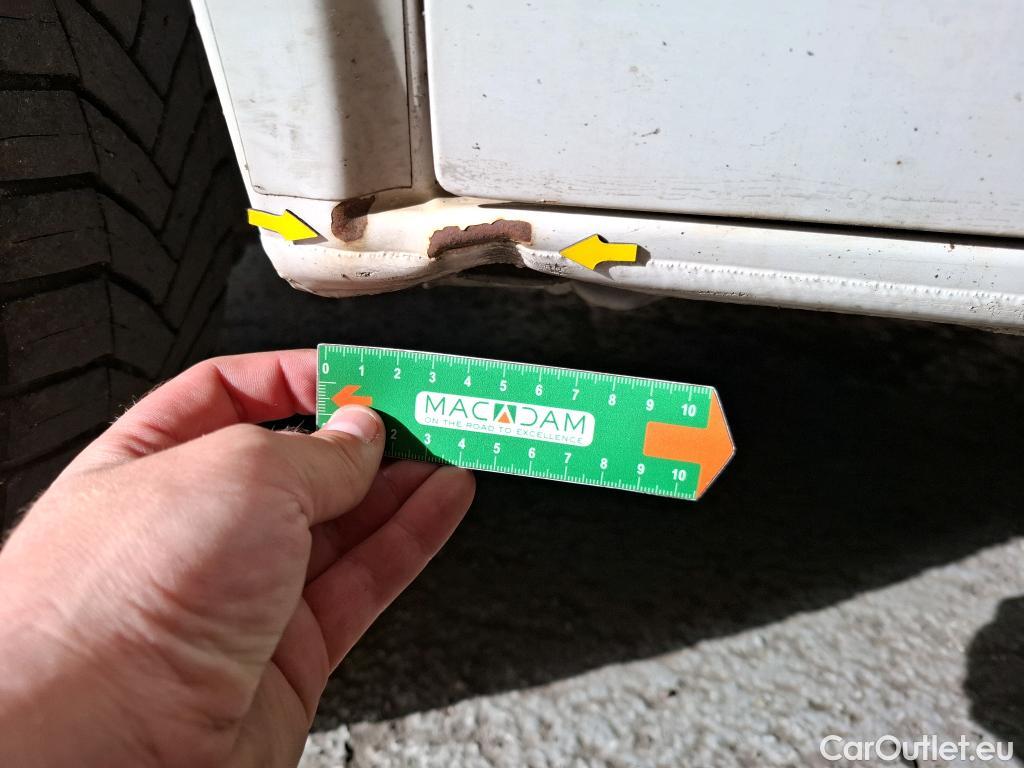 0 1 2 3 4 5 6 7 8 9 10
MACADAM
ON THE ROAD TO EXCELLENCE
2 3 4 5 6 7 8 9 10
CarOutlet.eu